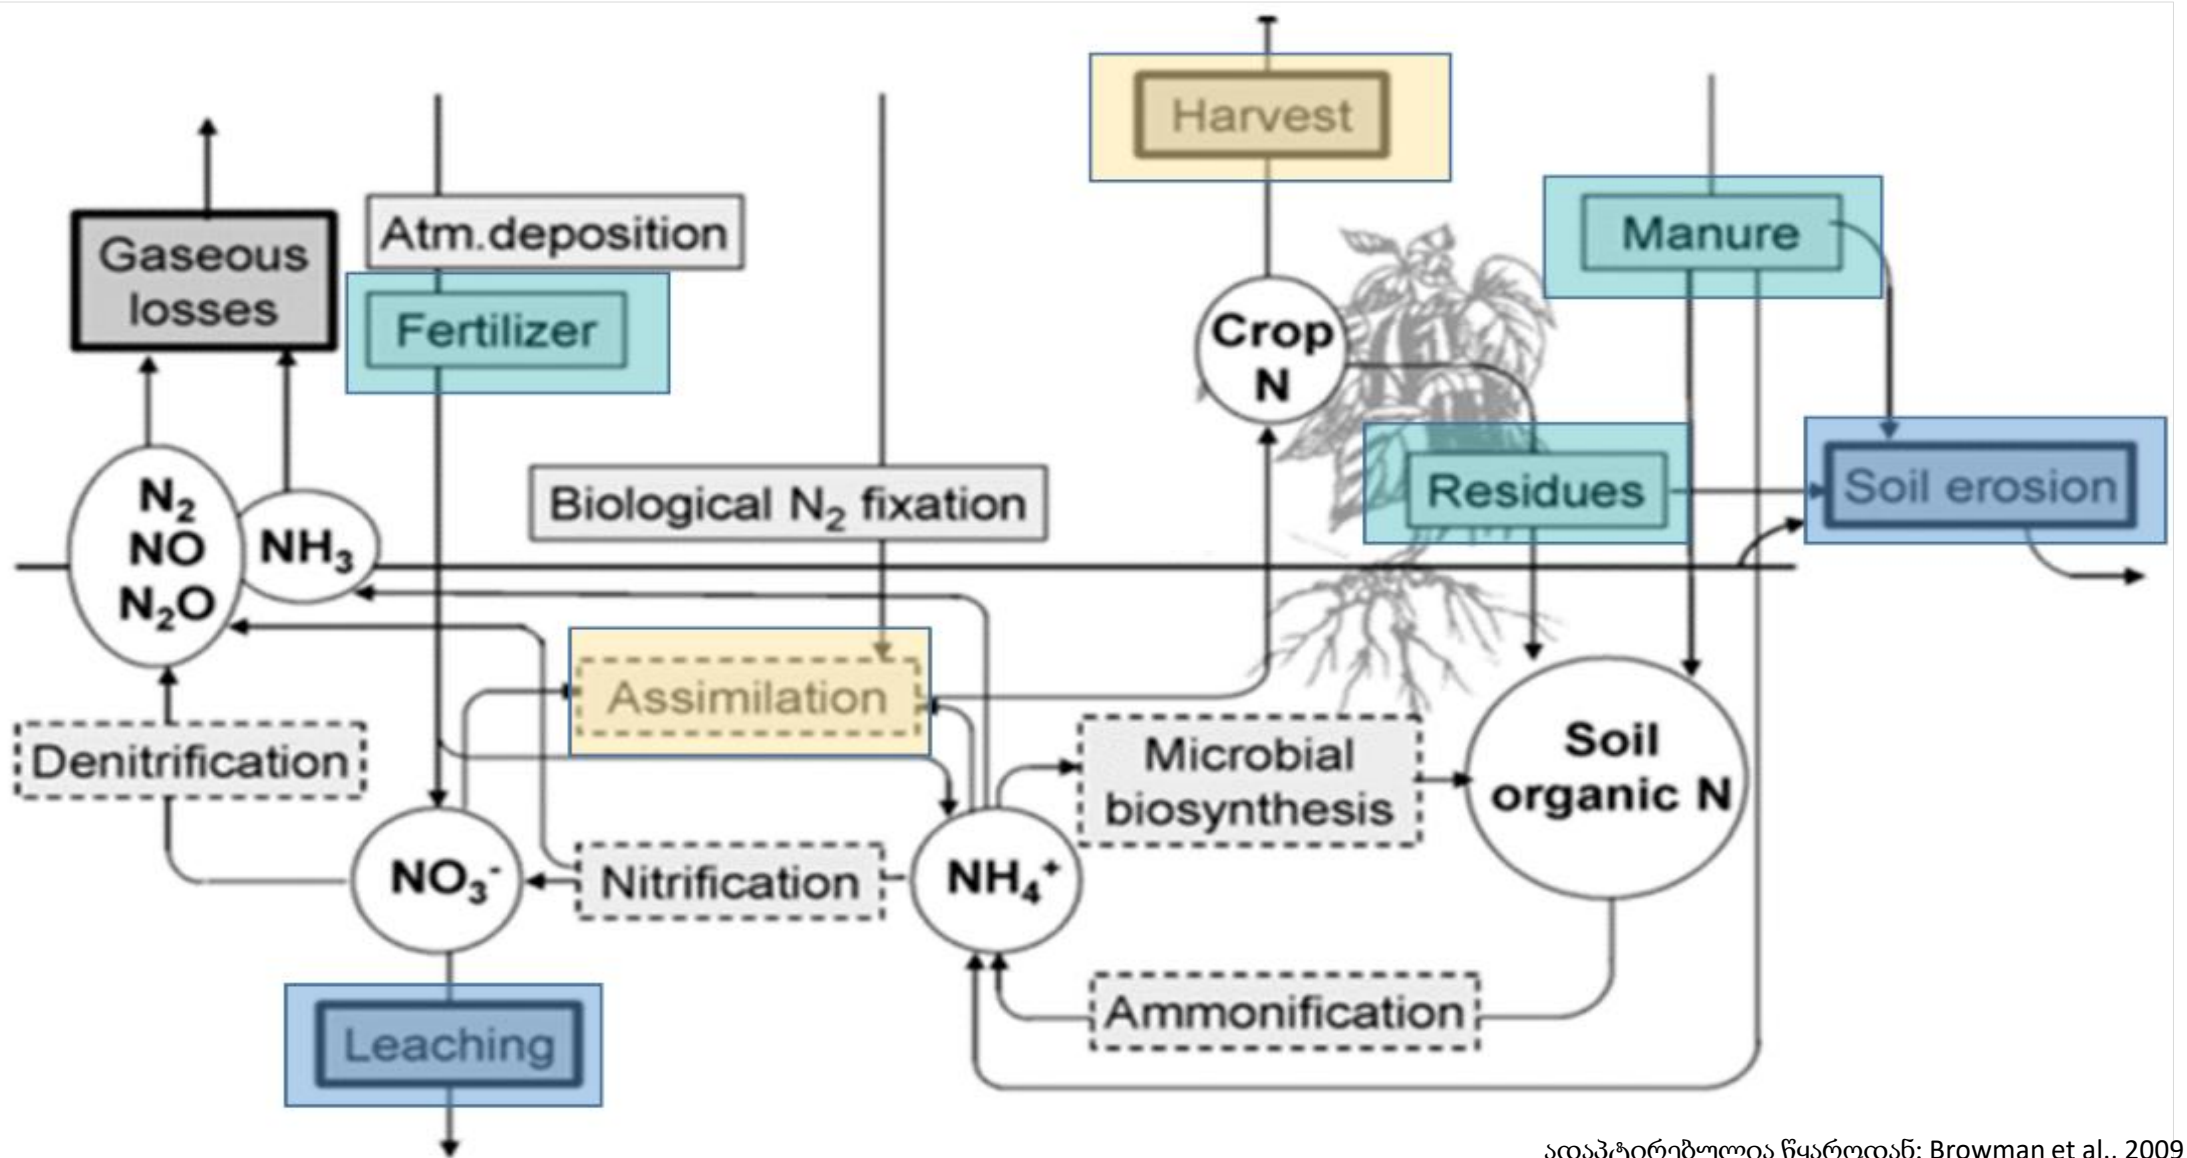 Harvest
Atm.deposition
Manure
Gaseous
losses
Fertilizer
Crop
N
N₂
NO
N₂O
NH₃
Biological N₂ fixation
Residues
Soil erosion
Assimilation
Denitrification
Microbial
biosynthesis
Soil
organic N
NO₃⁻
Nitrification
NH₄⁺
Leaching
Ammonification
ადაპტირებულია წყაროდან: Browman et al., 2009